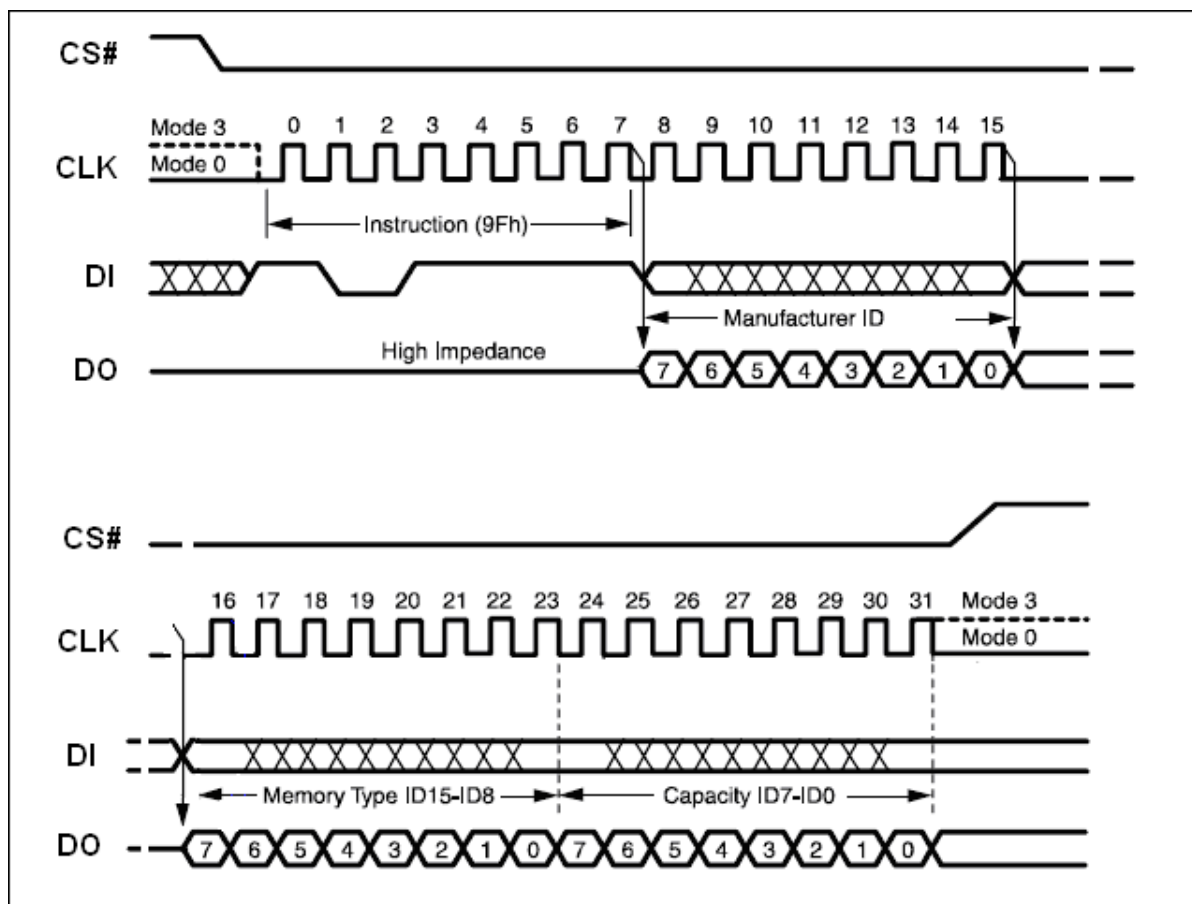 CS#
Mode 3 0 1 2 3 4 5 6 7 8 9 10 11 12 13 14 15
CLK Mode 0
Instruction (9Fh)
DI
Manufacturer ID
High Impedance
DO 7 6 5 4 3 2 1 0
CS#
16 17 18 19 20 21 22 23 24 25 26 27 28 29 30 31 Mode 3
CLK Mode 0
DI
Memory Type ID15-ID8 Capacity ID7-ID0
DO 7 6 5 4 3 2 1 0 7 6 5 4 3 2 1 0